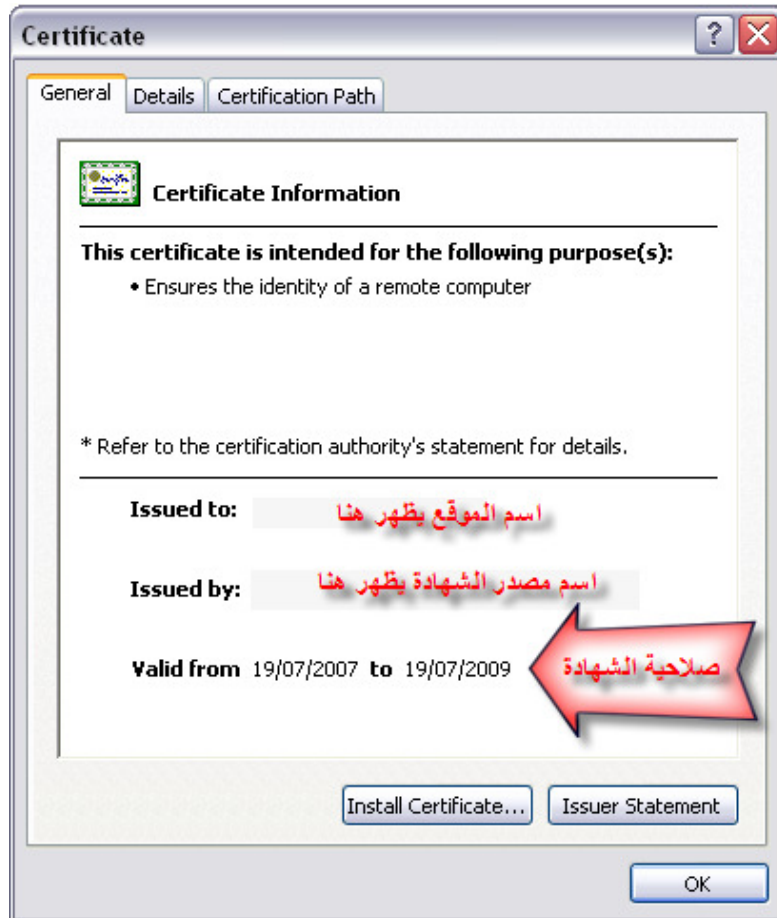 Certificate
General Details Certification Path
Certificate Information
This certificate is intended for the following purpose(s):
• Ensures the identity of a remote computer
* Refer to the certification authority's statement for details.
Issued to: اسم الموقع يظهر هنا
Issued by: اسم مصدر الشهادة يظهر هنا
Valid from 19/07/2007 to 19/07/2009 صلاحية الشهادة
Install Certificate... Issuer Statement
OK